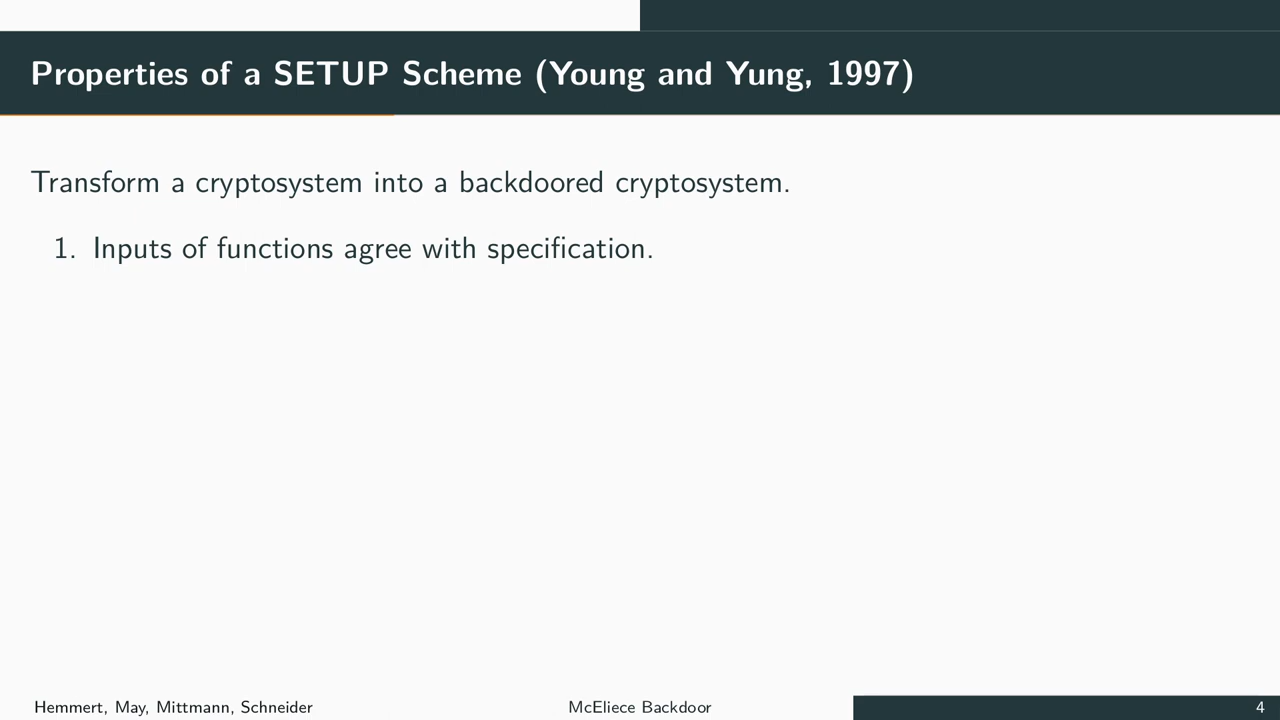 Properties of a SETUP Scheme (Young and Yung, 1997)
Transform a cryptosystem into a backdoored cryptosystem.
1. Inputs of functions agree with specification.
Hemmert, May, Mittmann, Schneider
McEliece Backdoor
4